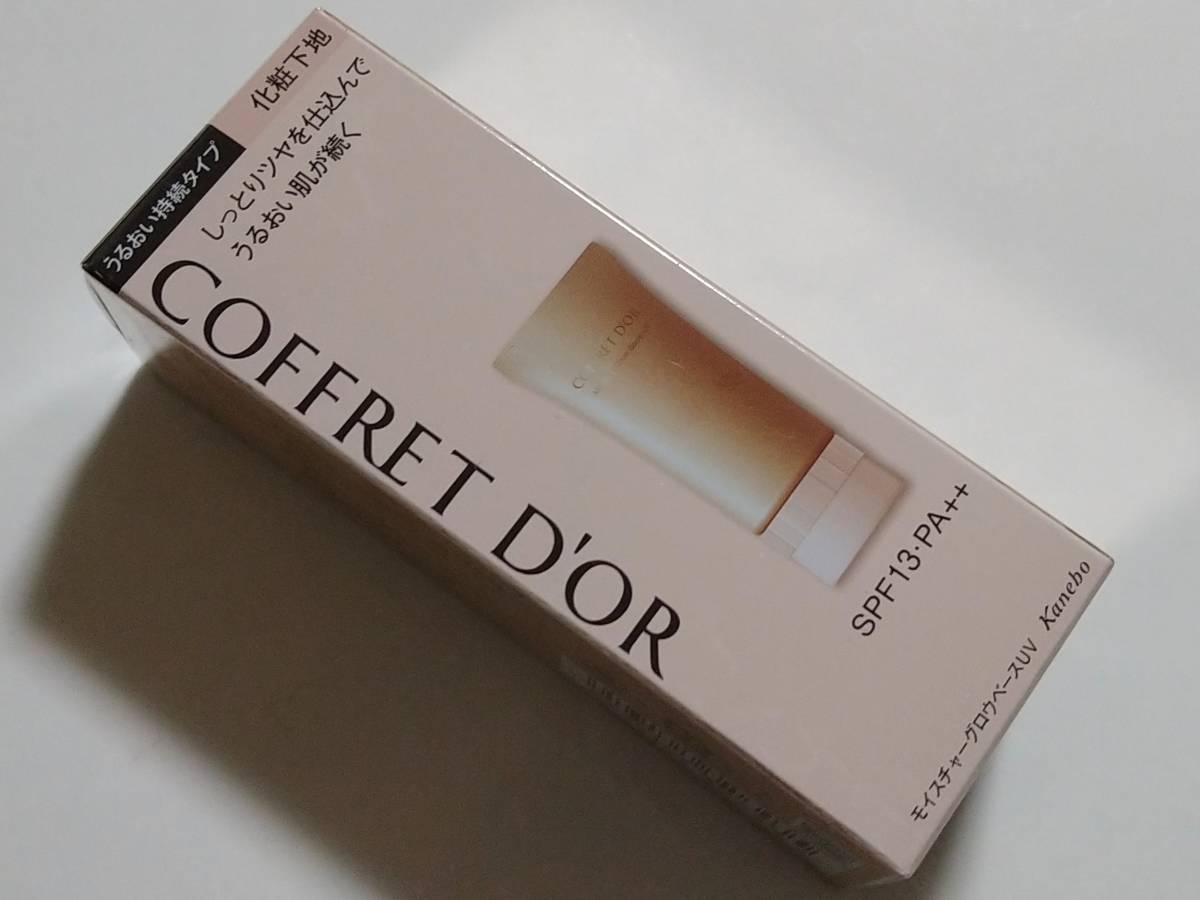 化粧下地
うるおい持続タイプ
しっとりツヤを仕込んで
うるおい肌が続く
COFFRET D'OR
COFFRET D'OR
SPF13・PA++
モイスチャーグロウベースUV
Kanebo